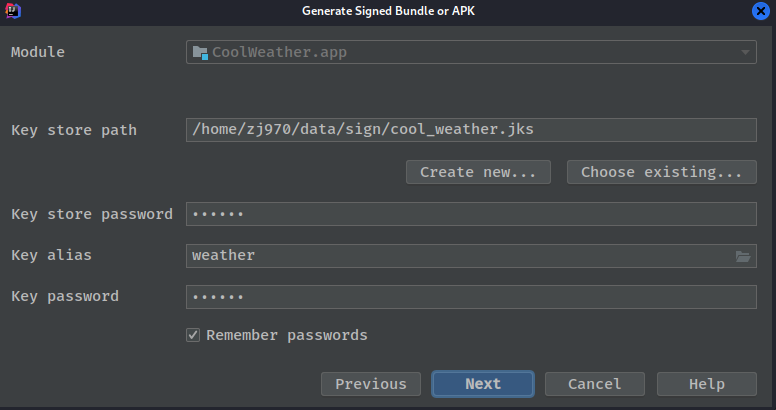 Generate Signed Bundle or APK
Module CoolWeather.app
Key store path /home/zj970/data/sign/cool_weather.jks
Create new... Choose existing...
Key store password ••••••
Key alias weather
Key password ••••••
Remember passwords
Previous Next Cancel Help